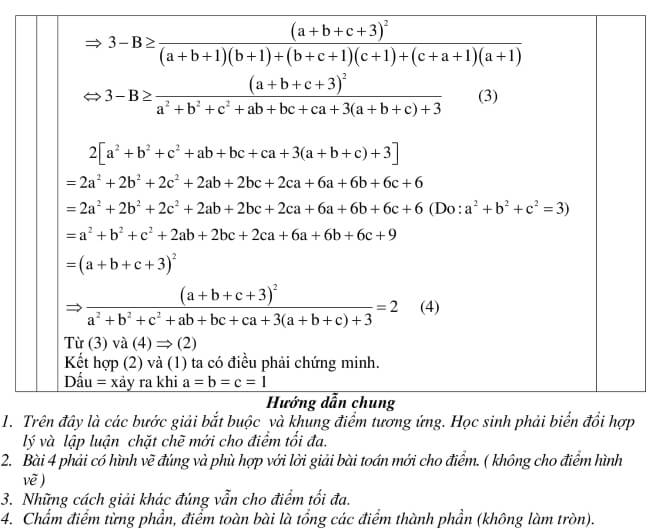 ⇒ 3 − B ≥ (a + b + c + 3)² / (a + b + 1)(b + 1) + (b + c + 1)(c + 1) + (c + a + 1)(a + 1)
⇔ 3 − B ≥ (a + b + c + 3)² / a² + b² + c² + ab + bc + ca + 3(a + b + c) + 3 (3)
2[a² + b² + c² + ab + bc + ca + 3(a + b + c) + 3]
= 2a² + 2b² + 2c² + 2ab + 2bc + 2ca + 6a + 6b + 6c + 6
= 2a² + 2b² + 2c² + 2ab + 2bc + 2ca + 6a + 6b + 6c + 6 (Do : a² + b² + c² = 3)
= a² + b² + c² + 2ab + 2bc + 2ca + 6a + 6b + 6c + 9
= (a + b + c + 3)²
⇒ (a + b + c + 3)² / a² + b² + c² + ab + bc + ca + 3(a + b + c) + 3 = 2 (4)
Từ (3) và (4) ⇒ (2)
Kết hợp (2) và (1) ta có điều phải chứng minh.
Dấu = xảy ra khi a = b = c = 1
Hướng dẫn chung
1. Trên đây là các bước giải bắt buộc và khung điểm tương ứng. Học sinh phải biến đổi hợp
lý và lập luận chặt chẽ mới cho điểm tối đa.
2. Bài 4 phải có hình vẽ đúng và phù hợp với lời giải bài toán mới cho điểm. ( không cho điểm hình
vẽ )
3. Những cách giải khác đúng vẫn cho điểm tối đa.
4. Chấm điểm từng phần, điểm toàn bài là tổng các điểm thành phần (không làm tròn).